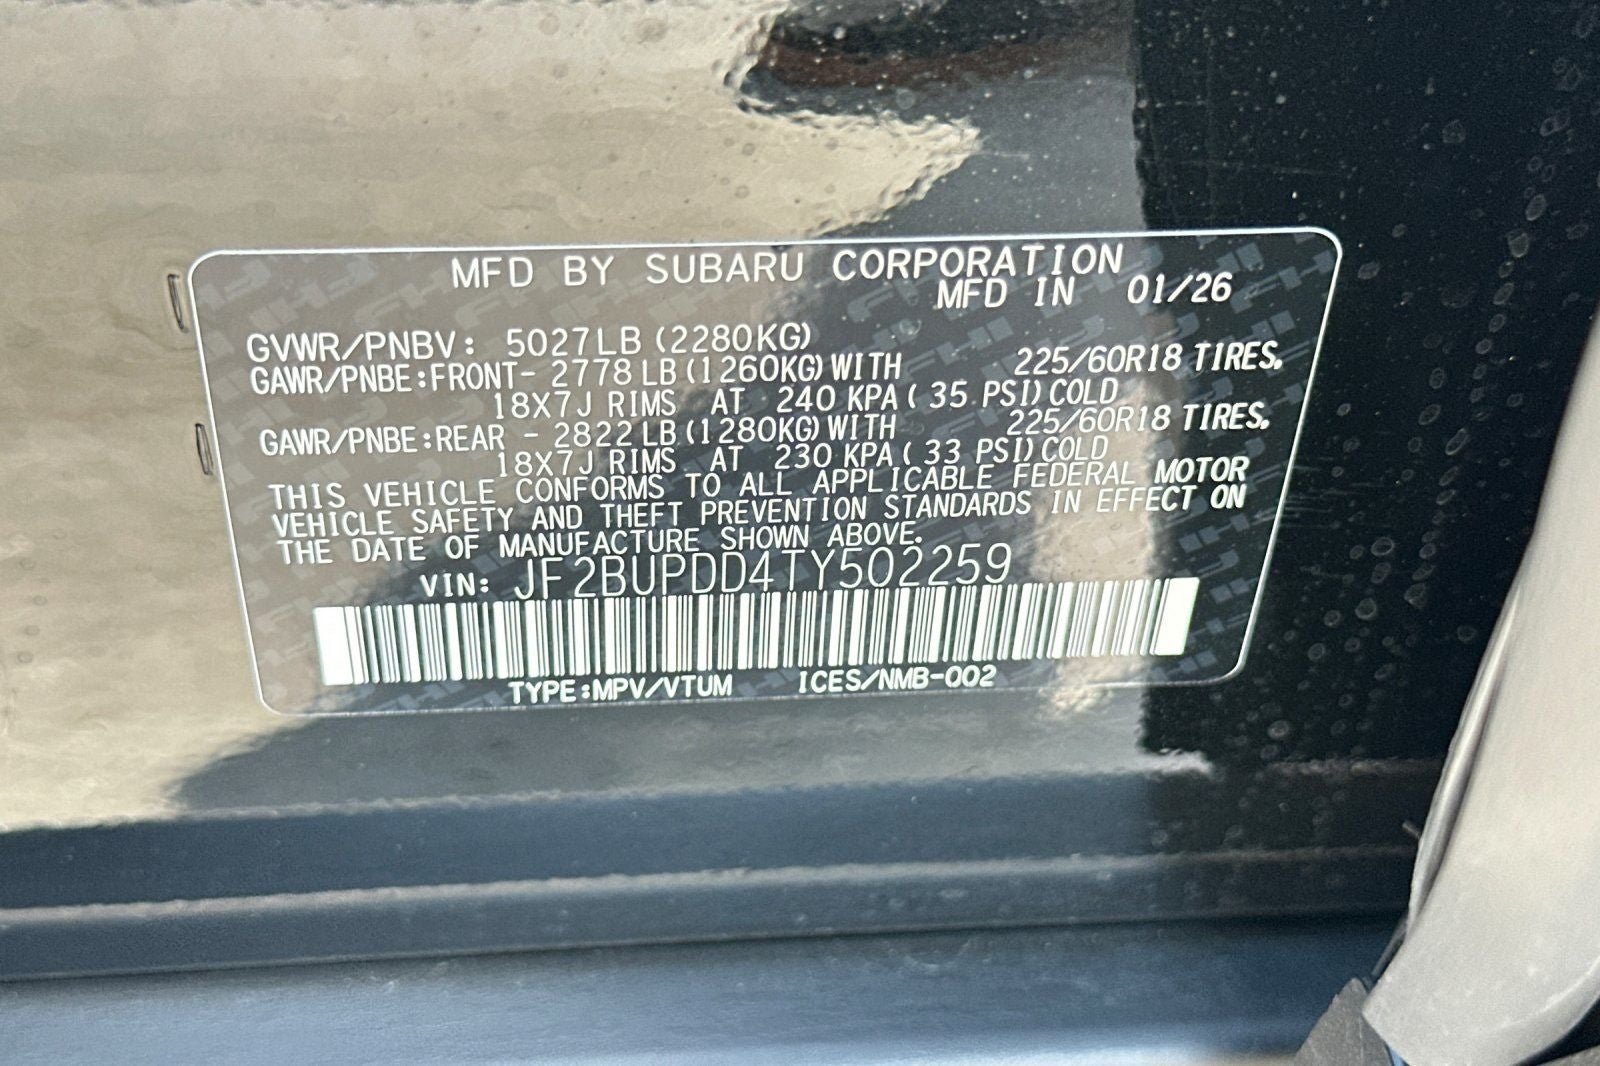 MFD BY SUBARU CORPORATION
MFD IN 01/26
GVWR/PNBV: 5027LB (2280KG)
GAWR/PNBE:FRONT- 2778LB(1260KG)WITH 225/60R18 TIRES.
18X7J RIMS AT 240 KPA( 35 PSI)COLD
GAWR/PNBE:REAR - 2822LB(1280KG)WITH 225/60R18 TIRES.
18X7J RIMS AT 230 KPA( 33 PSI)COLD
THIS VEHICLE CONFORMS TO ALL APPLICABLE FEDERAL MOTOR
VEHICLE SAFETY AND THEFT PREVENTION STANDARDS IN EFFECT ON
THE DATE OF MANUFACTURE SHOWN ABOVE.
VIN: JF2BUPDD4TY502259
TYPE:MPV/VTUM ICES/NMB-002